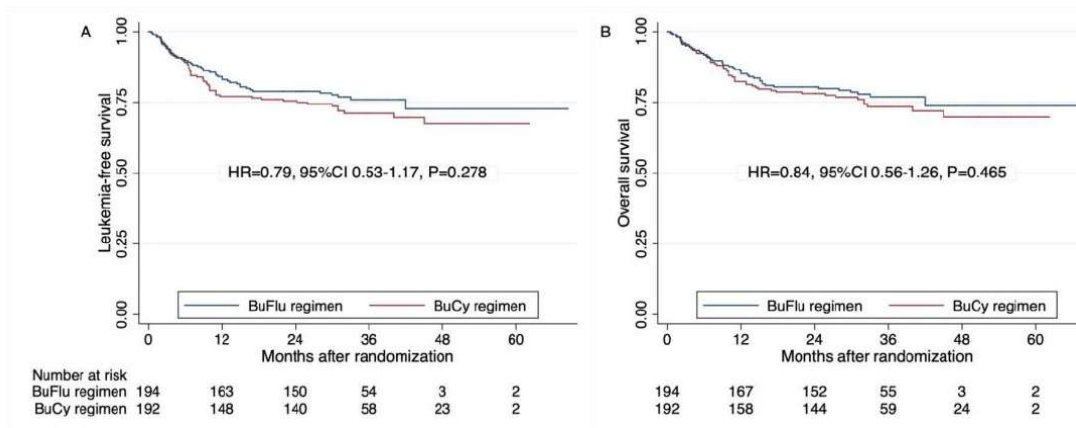 A
1.00
0.75
0.50
0.25
0.00
Leukemia-free survival
HR=0.79, 95%CI 0.53-1.17, P=0.278
BuFlu regimen BuCy regimen
0 12 24 36 48 60
Months after randomization
Number at risk
BuFlu regimen 194 163 150 54 3 2
BuCy regimen 192 148 140 58 23 2
B
1.00
0.75
0.50
0.25
0.00
Overall survival
HR=0.84, 95%CI 0.56-1.26, P=0.465
BuFlu regimen BuCy regimen
0 12 24 36 48 60
Months after randomization
194 167 152 55 3 2
192 158 144 59 24 2